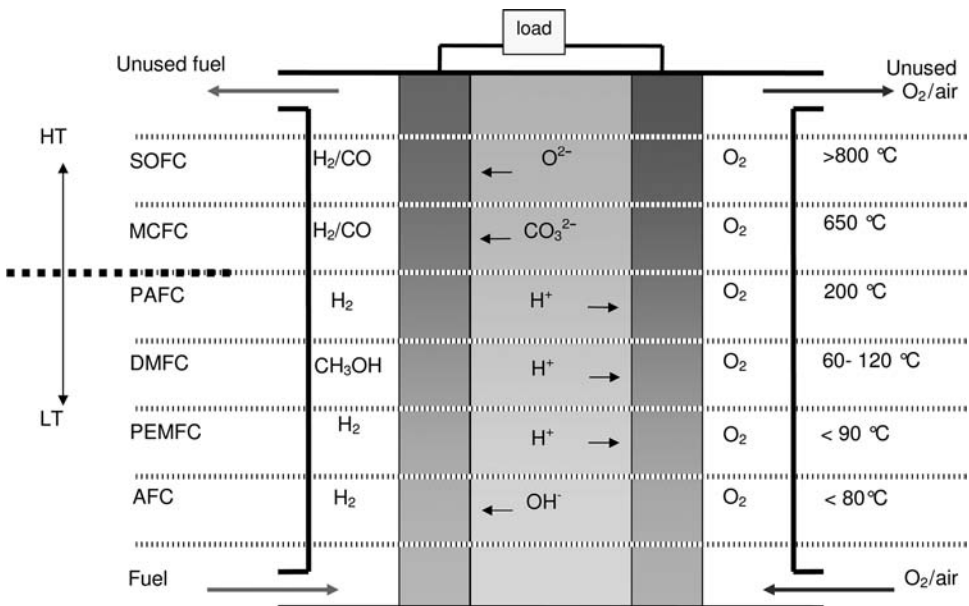 load
Unused fuel
Unused
O₂/air
HT
SOFC H₂/CO O²⁻ O₂ >800 °C
MCFC H₂/CO CO₃²⁻ O₂ 650 °C
PAFC H₂ H⁺ O₂ 200 °C
DMFC CH₃OH H⁺ O₂ 60- 120 °C
LT
PEMFC H₂ H⁺ O₂ < 90 °C
AFC H₂ OH⁻ O₂ < 80°C
Fuel O₂/air